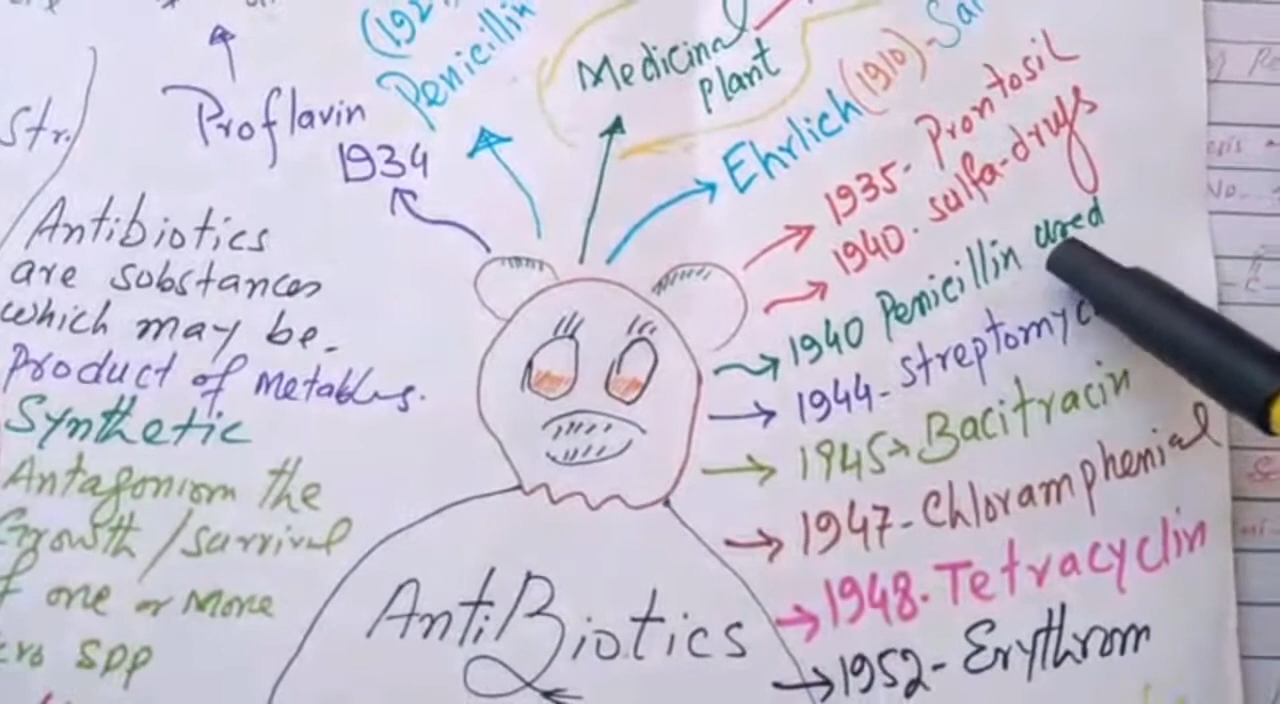 (192
Penicillin
Medicinal
plant
Ehrlich (1910)-Sa
Proflavin
1934
Str.
1935- Prontosil
1940. sulfa-drugs
1940 Penicillin used
1944- streptomyc
1945→ Bacitracin
1947- Chloramphenial
1948. Tetracyclin
1952- Erythrom
Antibiotics
are substances
which may be.
Product of
Synthetic
the
Growth/survival
one or More
spp
AntiBiotics